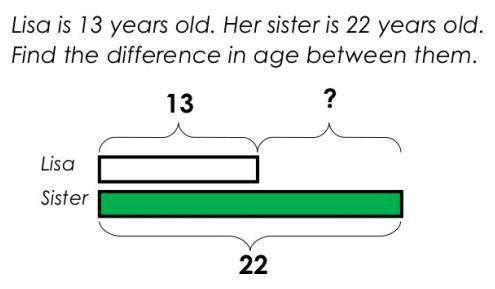 Lisa is 13 years old. Her sister is 22 years old.
Find the difference in age between them.
13 ?
Lisa
Sister
22